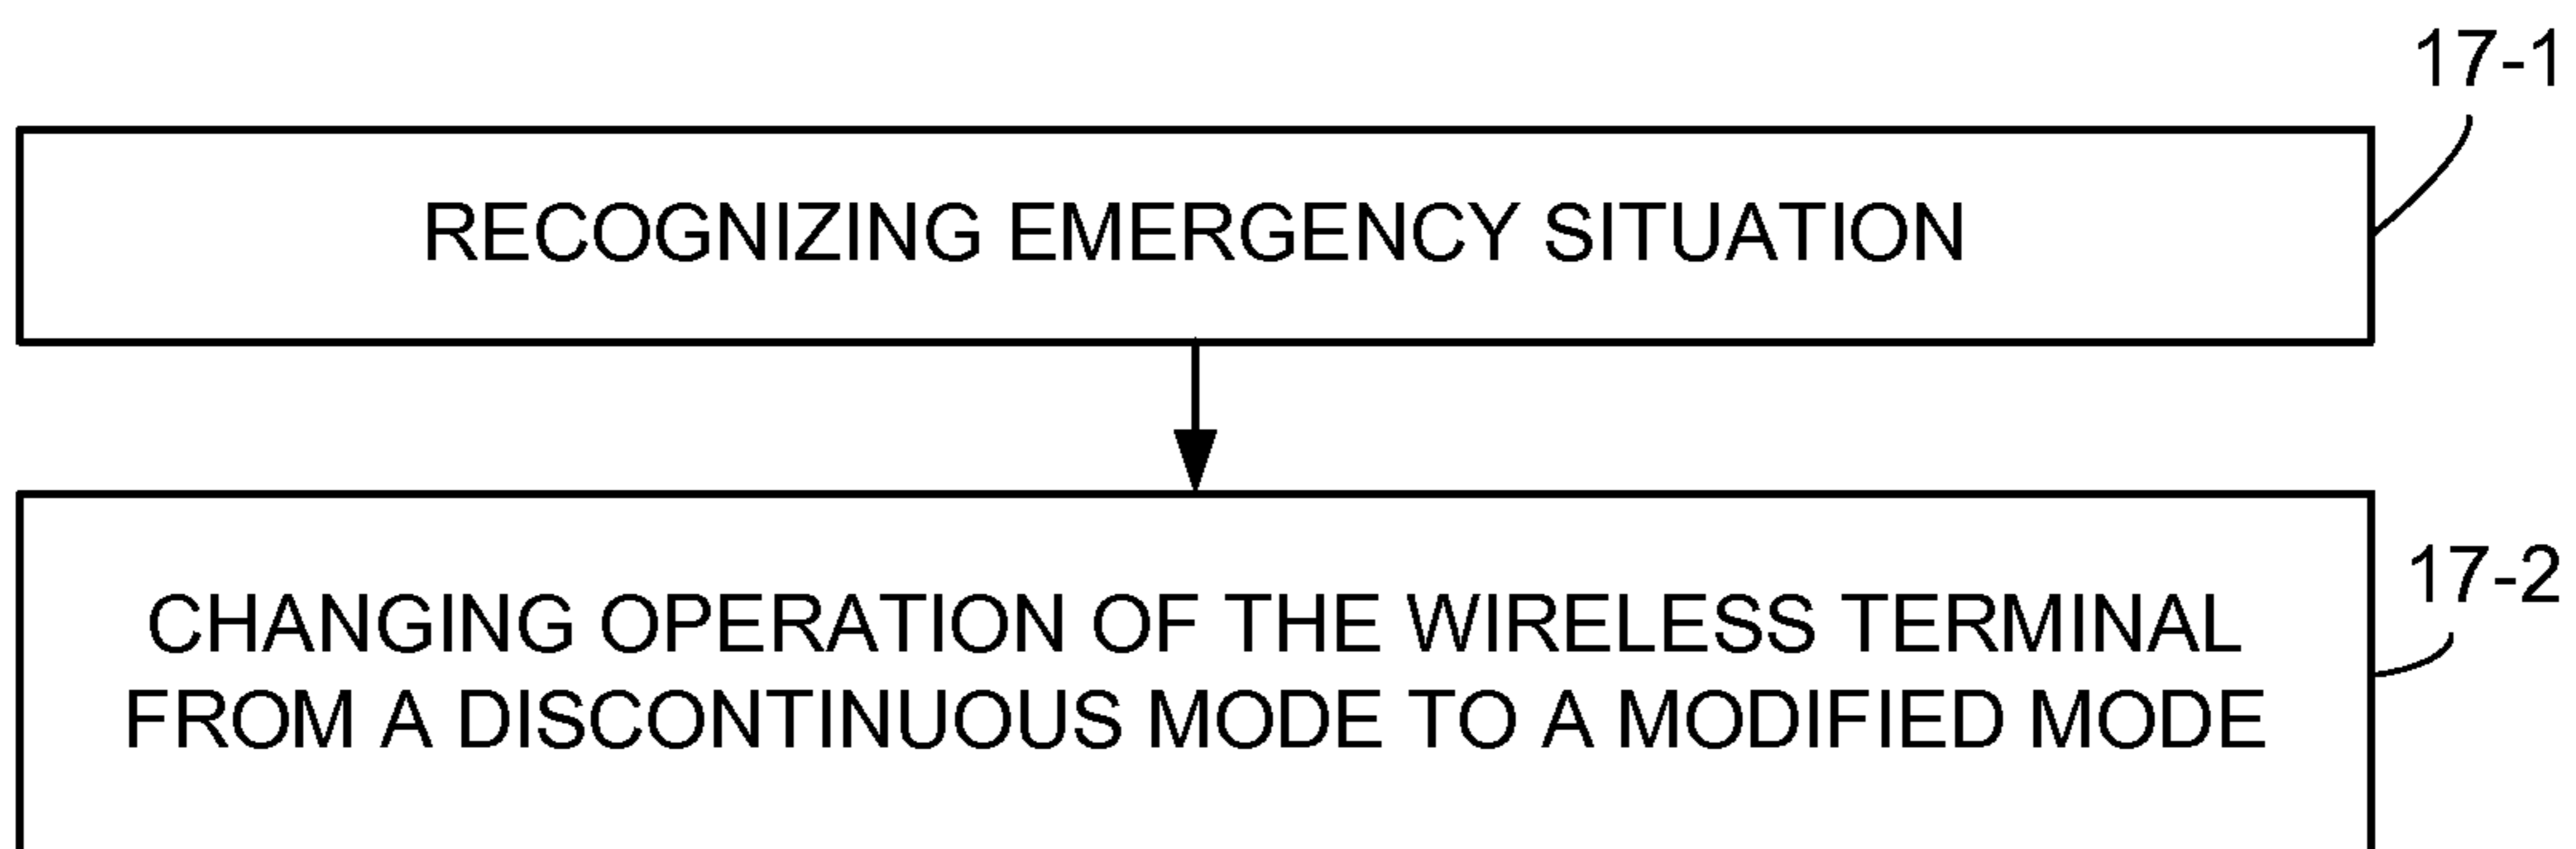 17-1
RECOGNIZING EMERGENCY SITUATION
17-2
CHANGING OPERATION OF THE WIRELESS TERMINAL
FROM A DISCONTINUOUS MODE TO A MODIFIED MODE